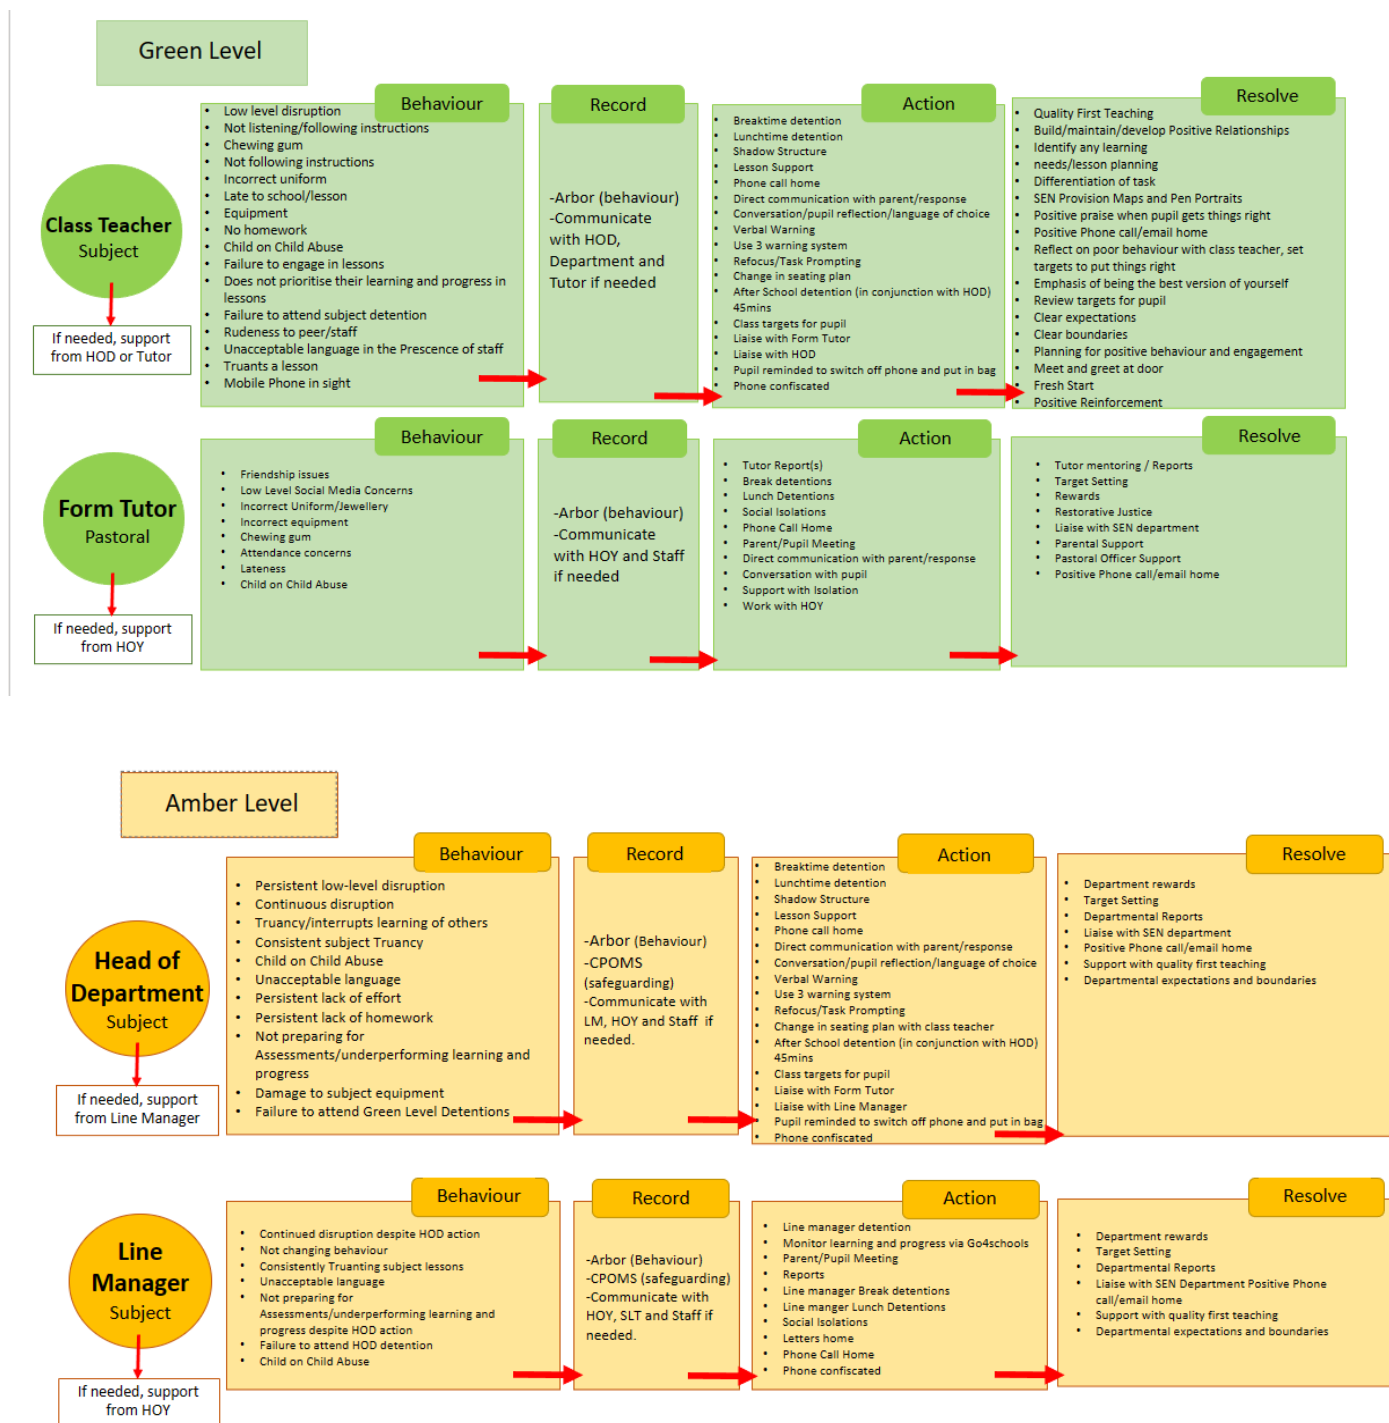 Green Level
Class Teacher
Subject
If needed, support
from HOD or Tutor
Behaviour
• Low level disruption
• Not listening/following instructions
• Chewing gum
• Not following instructions
• Incorrect uniform
• Late to school/lesson
• Equipment
• No homework
• Child on Child Abuse
• Failure to engage in lessons
• Does not prioritise their learning and progress in
lessons
• Failure to attend subject detention
• Rudeness to peer/staff
• Unacceptable language in the Prescence of staff
• Truants a lesson
• Mobile Phone in sight
Record
-Arbor (behaviour)
-Communicate
with HOD,
Department and
Tutor if needed
Action
• Breaktime detention
• Lunchtime detention
• Shadow Structure
• Lesson Support
• Phone call home
• Direct communication with parent/response
• Conversation/pupil reflection/language of choice
• Verbal Warning
• Use 3 warning system
• Refocus/Task Prompting
• Change in seating plan
• After School detention (in conjunction with HOD)
45mins
• Class targets for pupil
• Liaise with Form Tutor
• Liaise with HOD
• Pupil reminded to switch off phone and put in bag
• Phone confiscated
Resolve
• Quality First Teaching
• Build/maintain/develop Positive Relationships
• Identify any learning
• needs/lesson planning
• Differentiation of task
• SEN Provision Maps and Pen Portraits
• Positive praise when pupil gets things right
• Positive Phone call/email home
• Reflect on poor behaviour with class teacher, set
targets to put things right
• Emphasis of being the best version of yourself
• Review targets for pupil
• Clear expectations
• Clear boundaries
• Planning for positive behaviour and engagement
• Meet and greet at door
• Fresh Start
• Positive Reinforcement
Form Tutor
Pastoral
If needed, support
from HOY
Behaviour
• Friendship issues
• Low Level Social Media Concerns
• Incorrect Uniform/Jewellery
• Incorrect equipment
• Chewing gum
• Attendance concerns
• Lateness
• Child on Child Abuse
Record
-Arbor (behaviour)
-Communicate
with HOY and Staff
if needed
Action
• Tutor Report(s)
• Break detentions
• Lunch Detentions
• Social Isolations
• Phone Call Home
• Parent/Pupil Meeting
• Direct communication with parent/response
• Conversation with pupil
• Support with Isolation
• Work with HOY
Resolve
• Tutor mentoring / Reports
• Target Setting
• Rewards
• Restorative Justice
• Liaise with SEN department
• Parental Support
• Pastoral Officer Support
• Positive Phone call/email home
Amber Level
Head of
Department
Subject
If needed, support
from Line Manager
Behaviour
• Persistent low-level disruption
• Continuous disruption
• Truancy/interrupts learning of others
• Consistent subject Truancy
• Child on Child Abuse
• Unacceptable language
• Persistent lack of effort
• Persistent lack of homework
• Not preparing for
Assessments/underperforming learning and
progress
• Damage to subject equipment
• Failure to attend Green Level Detentions
Record
-Arbor (Behaviour)
-CPOMS
(safeguarding)
-Communicate with
LM, HOY and Staff if
needed.
Action
• Breaktime detention
• Lunchtime detention
• Shadow Structure
• Lesson Support
• Phone call home
• Direct communication with parent/response
• Conversation/pupil reflection/language of choice
• Verbal Warning
• Use 3 warning system
• Refocus/Task Prompting
• Change in seating plan with class teacher
• After School detention (in conjunction with HOD)
45mins
• Class targets for pupil
• Liaise with Form Tutor
• Liaise with Line Manager
• Pupil reminded to switch off phone and put in bag
• Phone confiscated
Resolve
• Department rewards
• Target Setting
• Departmental Reports
• Liaise with SEN department
• Positive Phone call/email home
• Support with quality first teaching
• Departmental expectations and boundaries
Line
Manager
Subject
If needed, support
from HOY
Behaviour
• Continued disruption despite HOD action
• Not changing behaviour
• Consistently Truanting subject lessons
• Unacceptable language
• Not preparing for
Assessments/underperforming learning and
progress despite HOD action
• Failure to attend HOD detention
• Child on Child Abuse
Record
-Arbor (Behaviour)
-CPOMS (safeguarding)
-Communicate with
HOY, SLT and Staff if
needed.
Action
• Line manager detention
• Monitor learning and progress via Go4schools
• Parent/Pupil Meeting
• Reports
• Line manager Break detentions
• Line manger Lunch Detentions
• Social Isolations
• Letters home
• Phone Call Home
• Phone confiscated
Resolve
• Department rewards
• Target Setting
• Departmental Reports
• Liaise with SEN Department Positive Phone
call/email home
• Support with quality first teaching
• Departmental expectations and boundaries